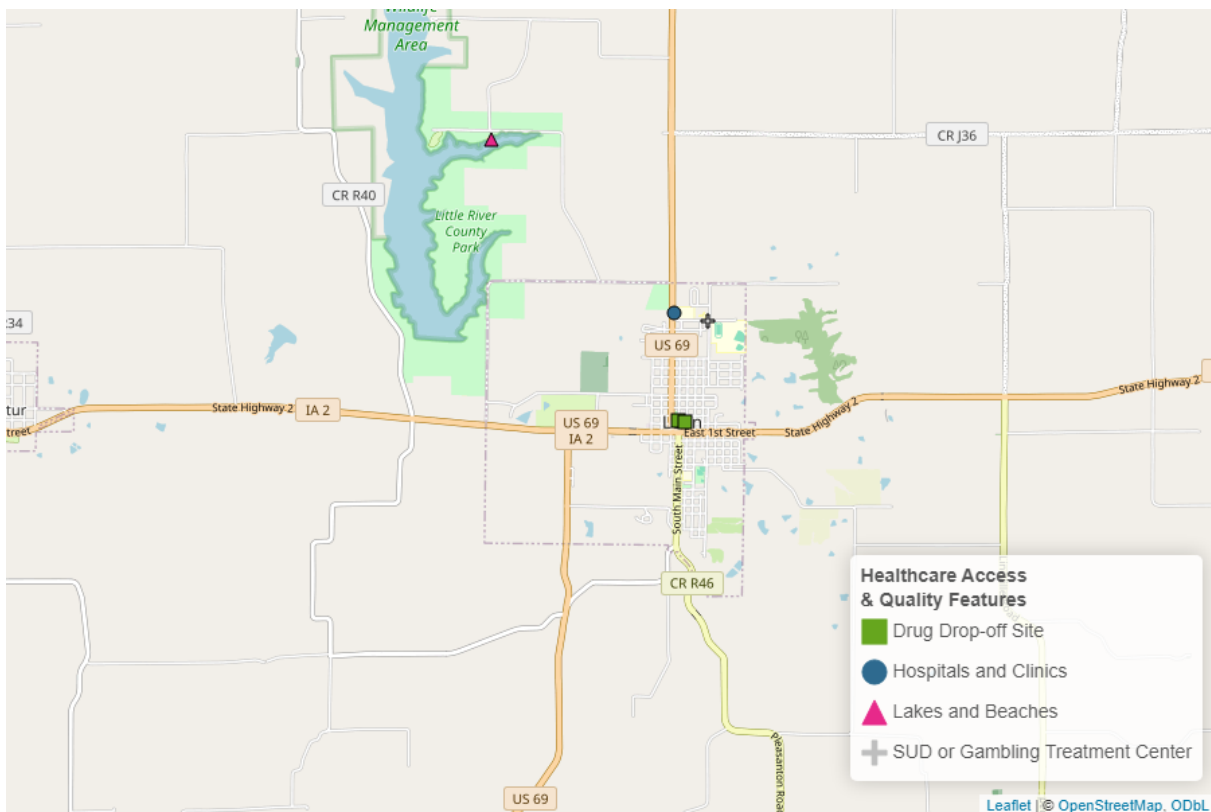 Wildlife
Management
Area
CR J36
CR R40
Little River
County
Park
US 69
State Highway 2
State Highway 2
IA 2
US 69
IA 2
East 1st Street
State Highway 2
South Main Street
CR R46
Pleasanton Road
US 69
Healthcare Access
& Quality Features
Drug Drop-off Site
Hospitals and Clinics
Lakes and Beaches
SUD or Gambling Treatment Center
Leaflet | © OpenStreetMap, ODbL